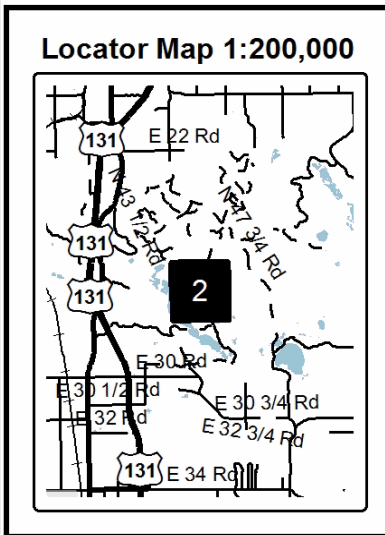 Locator Map 1:200,000
131
E 22 Rd
N 43 1/2 Rd
N 47 3/4 Rd
131
131
2
E 30 Rd
E 30 1/2 Rd
E 30 3/4 Rd
E 32 Rd
E 32 3/4 Rd
131
E 34 Rd